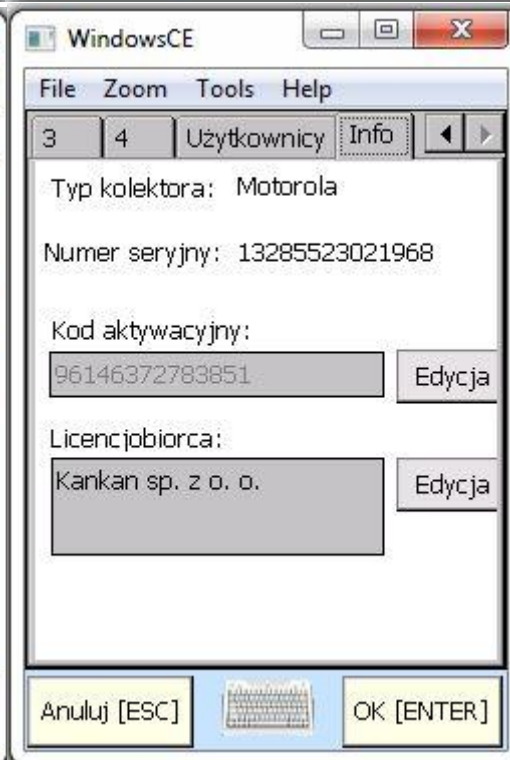 WindowsCE
File Zoom Tools Help
3 4 Użytkownicy Info
Typ kolektora: Motorola
Numer seryjny: 13285523021968
Kod aktywacyjny:
96146372783851 Edycja
Licencjobiorca:
Kankan sp. z o. o. Edycja
Anuluj [ESC] OK [ENTER]